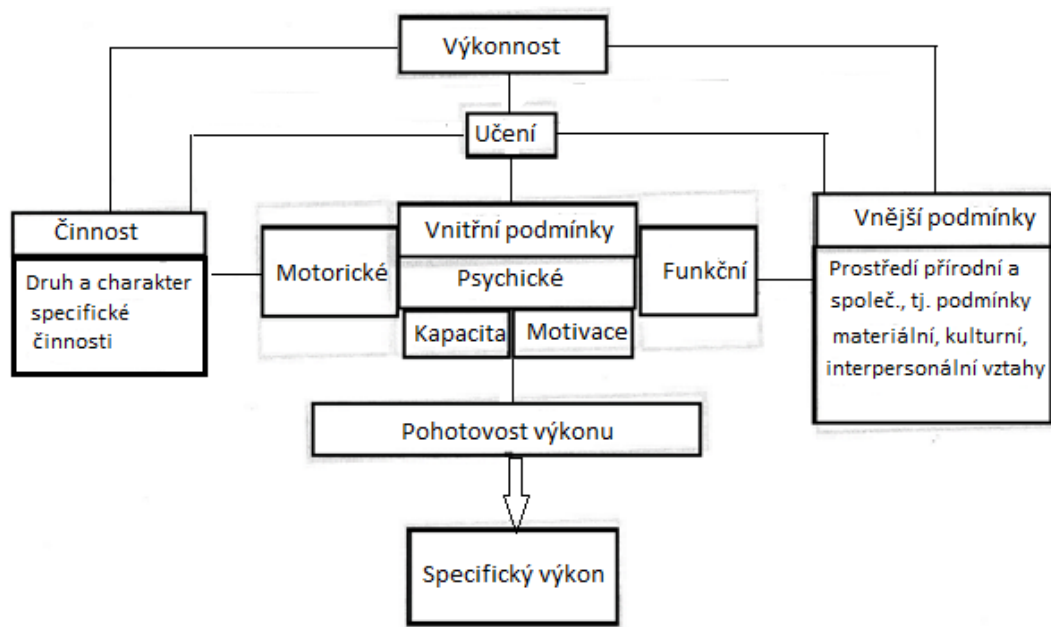 Výkonnost
Učení
Činnost
Druh a charakter
specifické
činnosti
Motorické
Vnitřní podmínky
Psychické
Kapacita
Motivace
Funkční
Vnější podmínky
Prostředí přírodní a
společ., tj. podmínky
materiální, kulturní,
interpersonální vztahy
Pohotovost výkonu
Specifický výkon